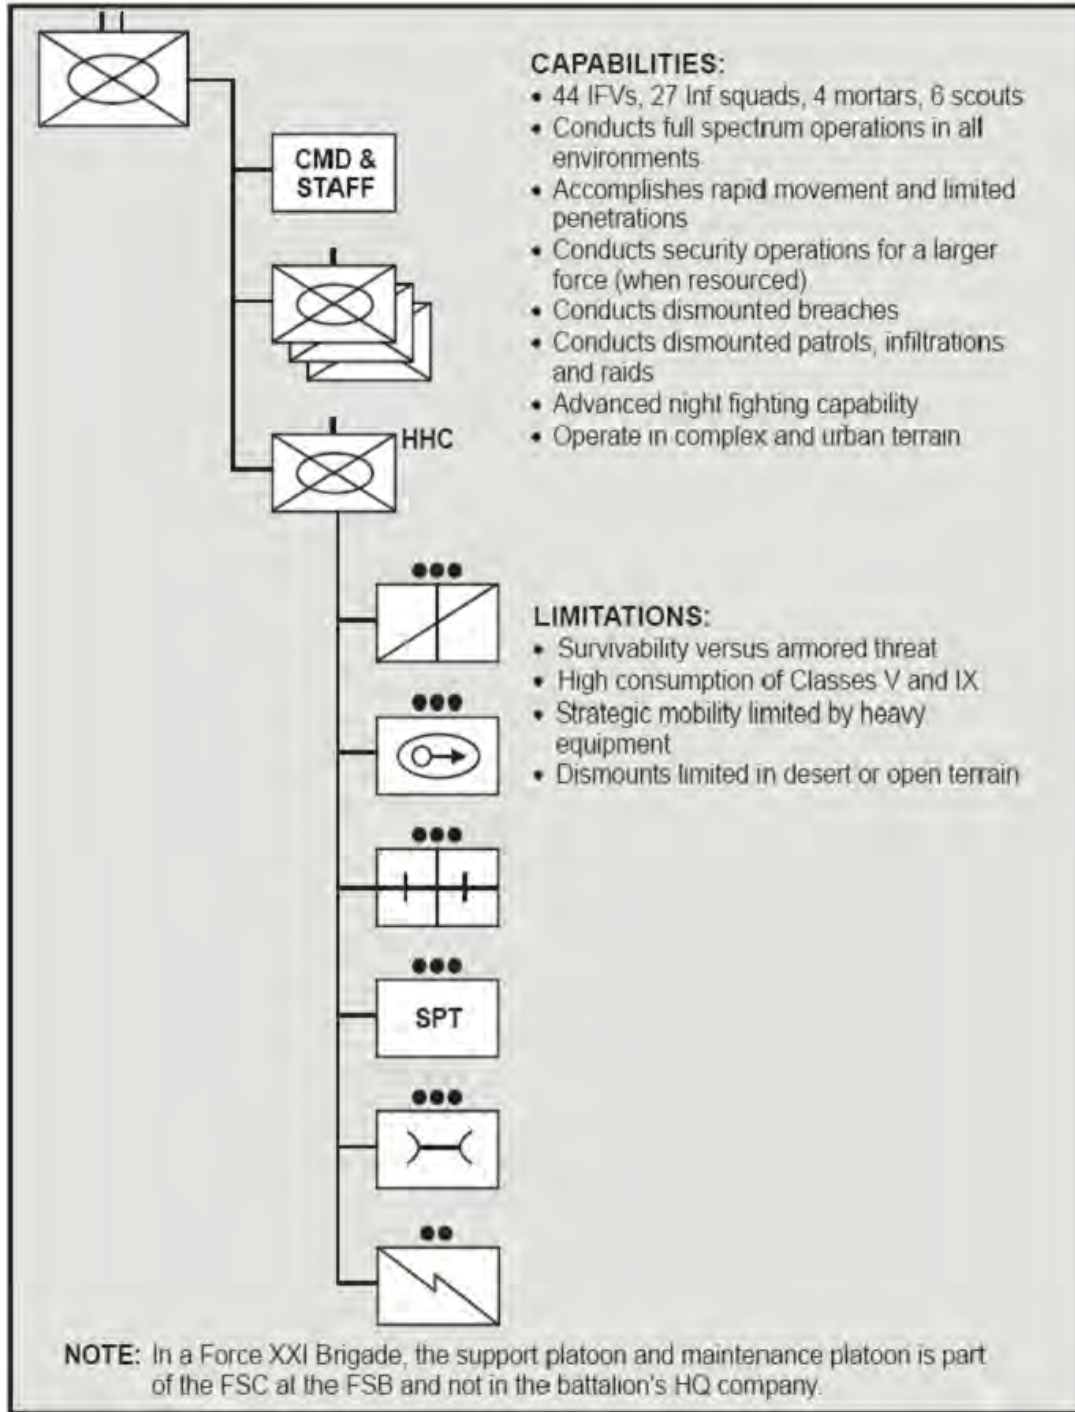 CMD &
STAFF
HHC
SPT
CAPABILITIES:
• 44 IFVs, 27 Inf squads, 4 mortars, 6 scouts
• Conducts full spectrum operations in all
environments
• Accomplishes rapid movement and limited
penetrations
• Conducts security operations for a larger
force (when resourced)
• Conducts dismounted breaches
• Conducts dismounted patrols, infiltrations
and raids
• Advanced night fighting capability
• Operate in complex and urban terrain
LIMITATIONS:
• Survivability versus armored threat
• High consumption of Classes V and IX
• Strategic mobility limited by heavy
equipment
• Dismounts limited in desert or open terrain
NOTE: In a Force XXI Brigade, the support platoon and maintenance platoon is part
of the FSC at the FSB and not in the battalion's HQ company.